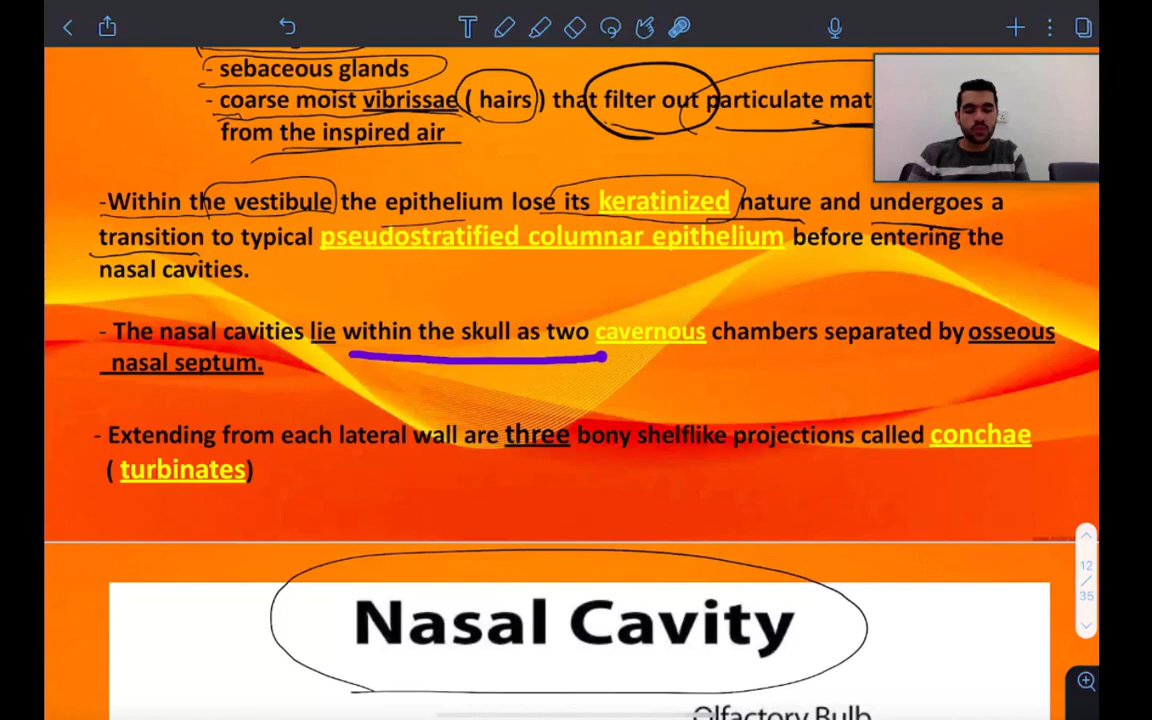 - sebaceous glands
- coarse moist vibrissae ( hairs ) that filter out particulate mat
from the inspired air
-Within the vestibule the epithelium lose its keratinized nature and undergoes a
transition to typical pseudostratified columnar epithelium before entering the
nasal cavities.
- The nasal cavities lie within the skull as two cavernous chambers separated by osseous
nasal septum.
- Extending from each lateral wall are three bony shelflike projections called conchae
( turbinates)
12
/
35
Nasal Cavity
Olfactory Bulb